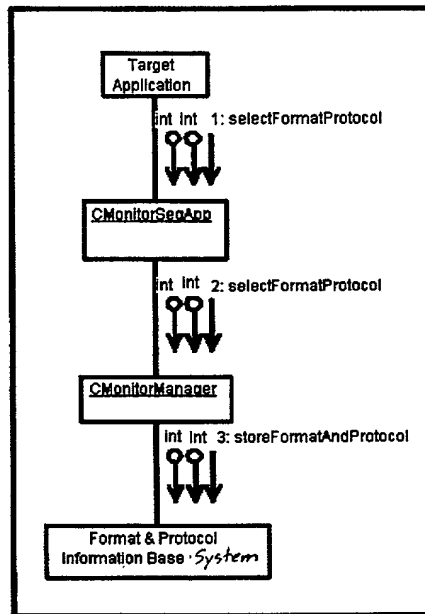 Target
Application
int int 1: selectFormatProtocol
CMonitorSeqApp
int int 2: selectFormatProtocol
CMonitorManager
int int 3: storeFormatAndProtocol
Format & Protocol
Information Base · System